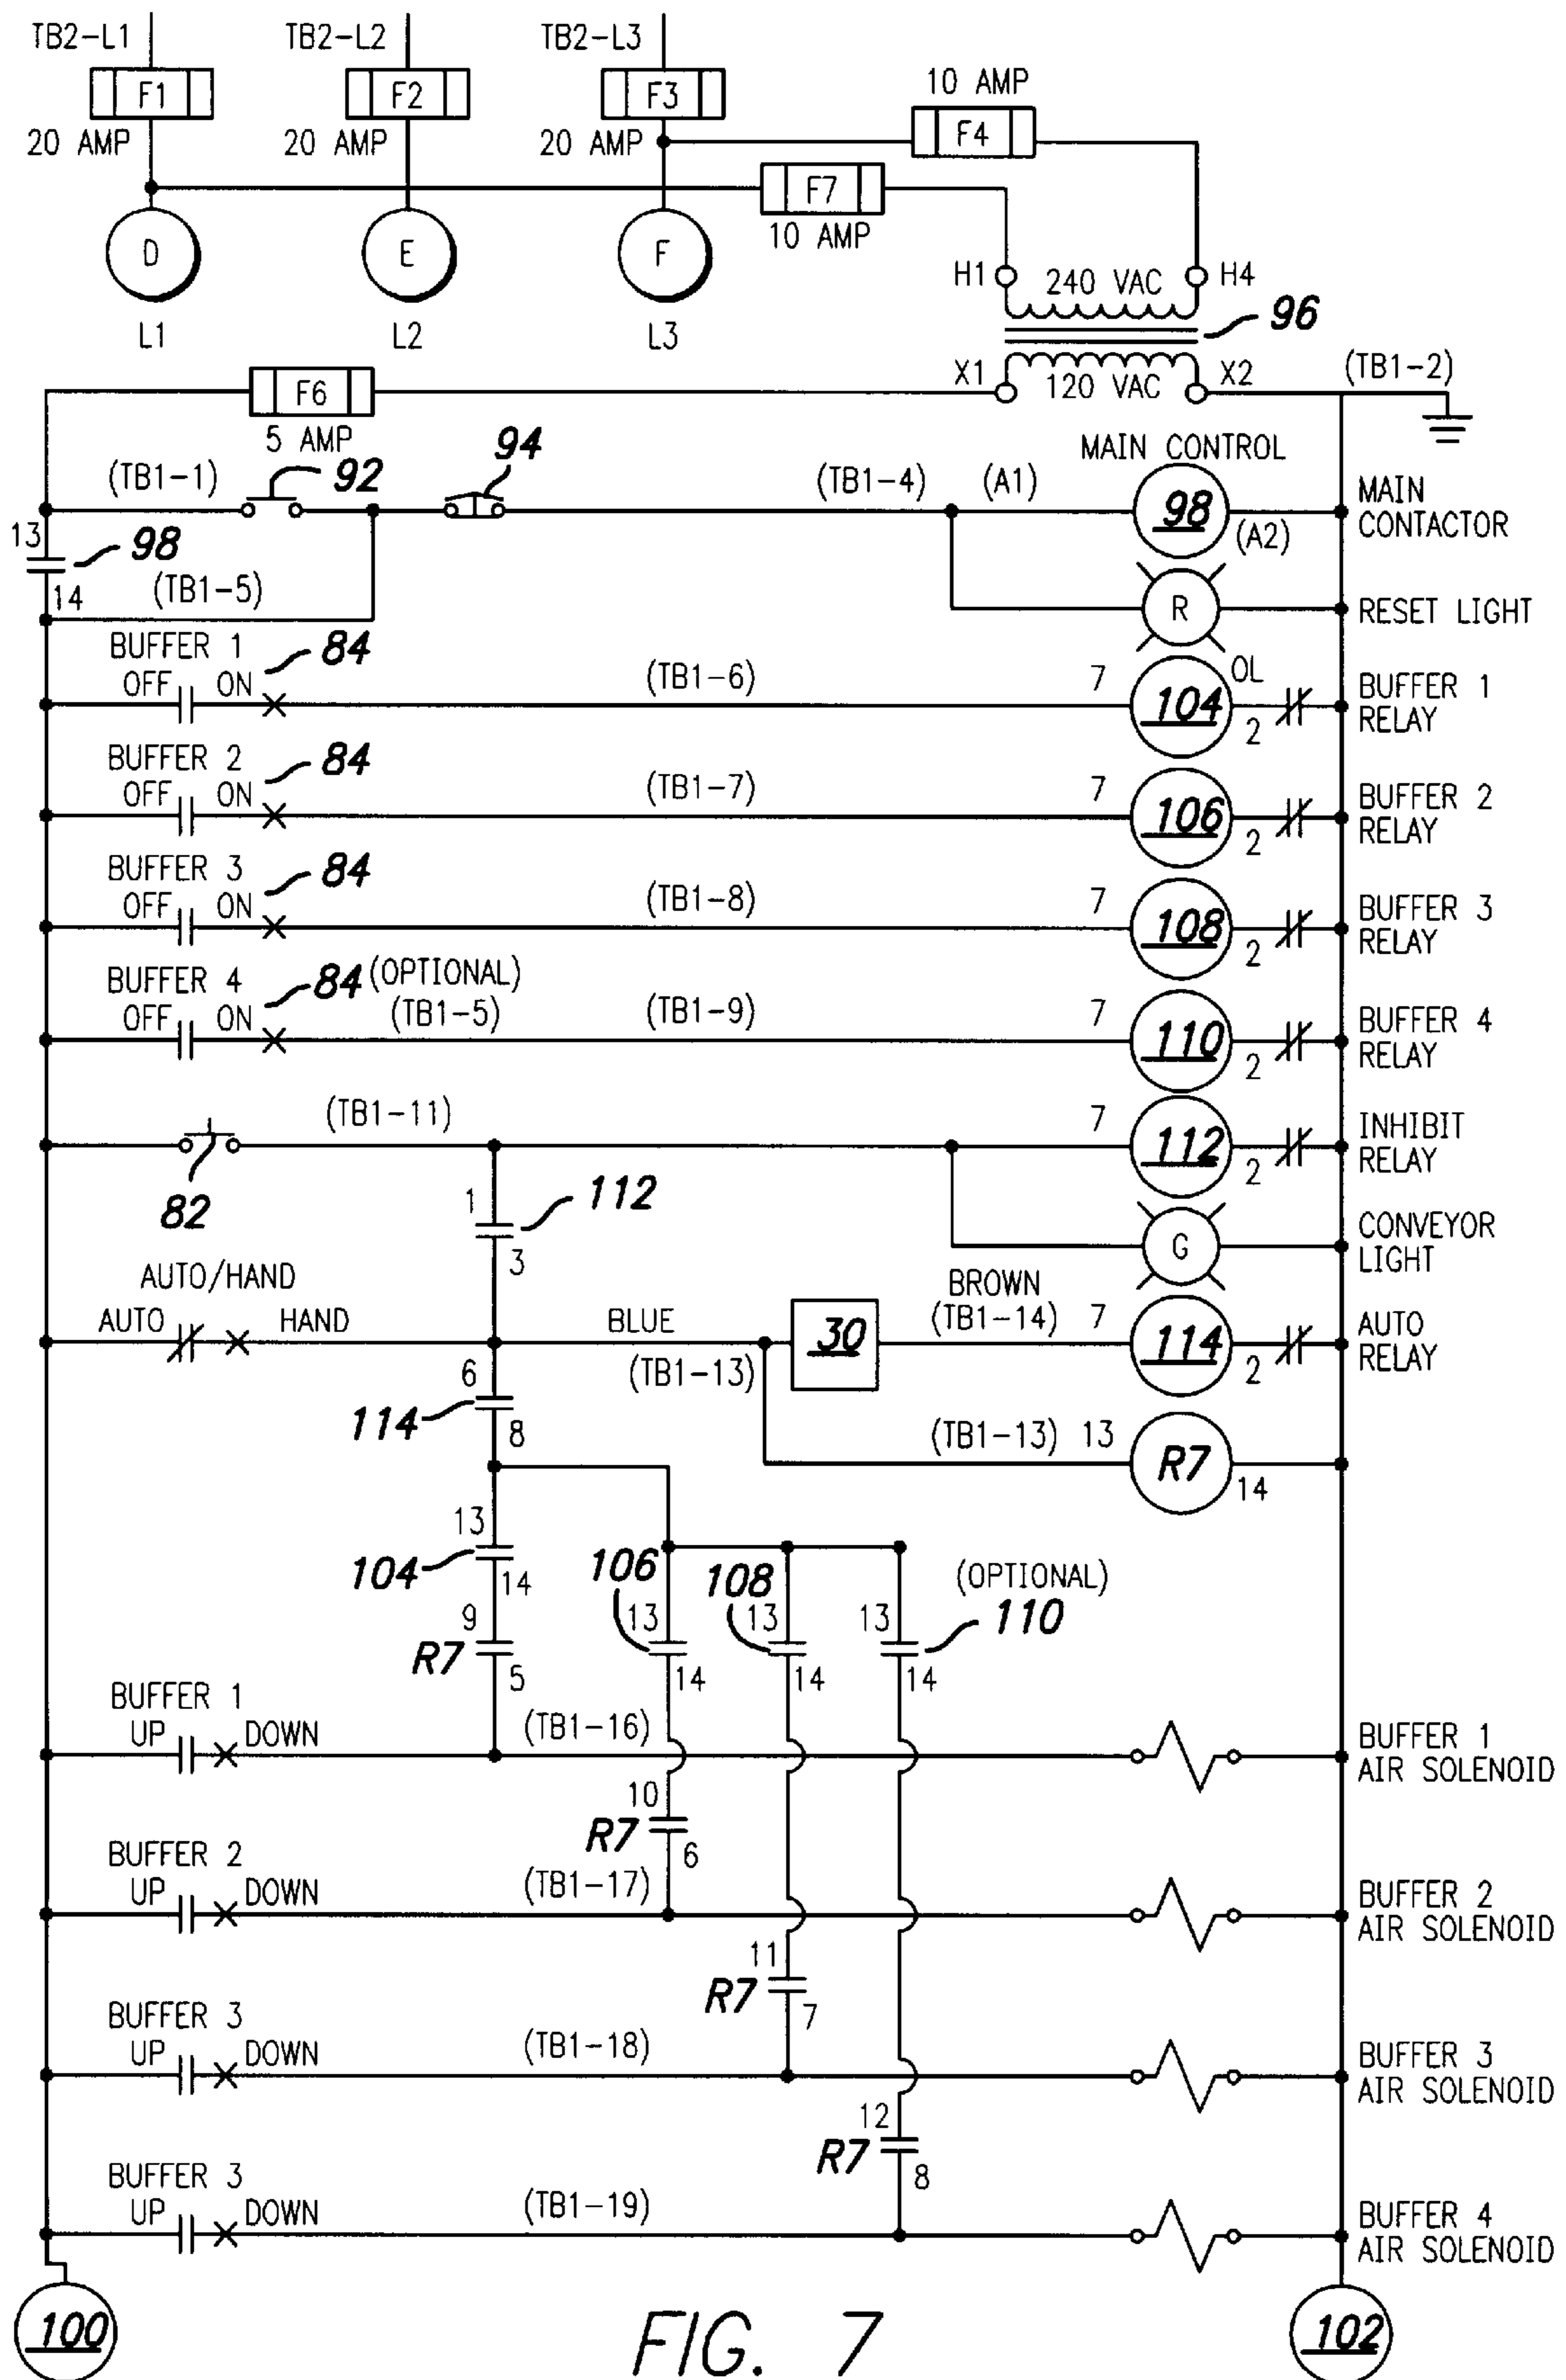 TB2-L1
TB2-L2
TB2-L3
F1
F2
F3
10 AMP
F4
20 AMP
20 AMP
20 AMP
F7
10 AMP
D
E
F
L1
L2
L3
H1
240 VAC
H4
96
X1
120 VAC
X2
(TB1-2)
F6
5 AMP
(TB1-1)
92
94
(TB1-4)
(A1)
MAIN CONTROL
98
(A2)
MAIN
CONTACTOR
13
98
14
(TB1-5)
R
RESET LIGHT
BUFFER 1
84
OFF
ON
(TB1-6)
7
104
OL
2
BUFFER 1
RELAY
BUFFER 2
84
OFF
ON
(TB1-7)
7
106
2
BUFFER 2
RELAY
BUFFER 3
84
OFF
ON
(TB1-8)
7
108
2
BUFFER 3
RELAY
BUFFER 4
84
(OPTIONAL)
OFF
ON
(TB1-5)
(TB1-9)
7
110
2
BUFFER 4
RELAY
(TB1-11)
82
7
112
2
INHIBIT
RELAY
1
112
3
G
CONVEYOR
LIGHT
AUTO/HAND
AUTO
HAND
BLUE
(TB1-13)
30
BROWN
(TB1-14)
7
114
2
AUTO
RELAY
6
114
8
(TB1-13)
13
R7
14
13
104
14
106
13
14
108
13
14
(OPTIONAL)
13
110
14
9
R7
5
BUFFER 1
UP
DOWN
(TB1-16)
BUFFER 1
AIR SOLENOID
10
R7
6
BUFFER 2
UP
DOWN
(TB1-17)
BUFFER 2
AIR SOLENOID
11
R7
7
BUFFER 3
UP
DOWN
(TB1-18)
BUFFER 3
AIR SOLENOID
12
R7
8
BUFFER 3
UP
DOWN
(TB1-19)
BUFFER 4
AIR SOLENOID
100
FIG. 7
102